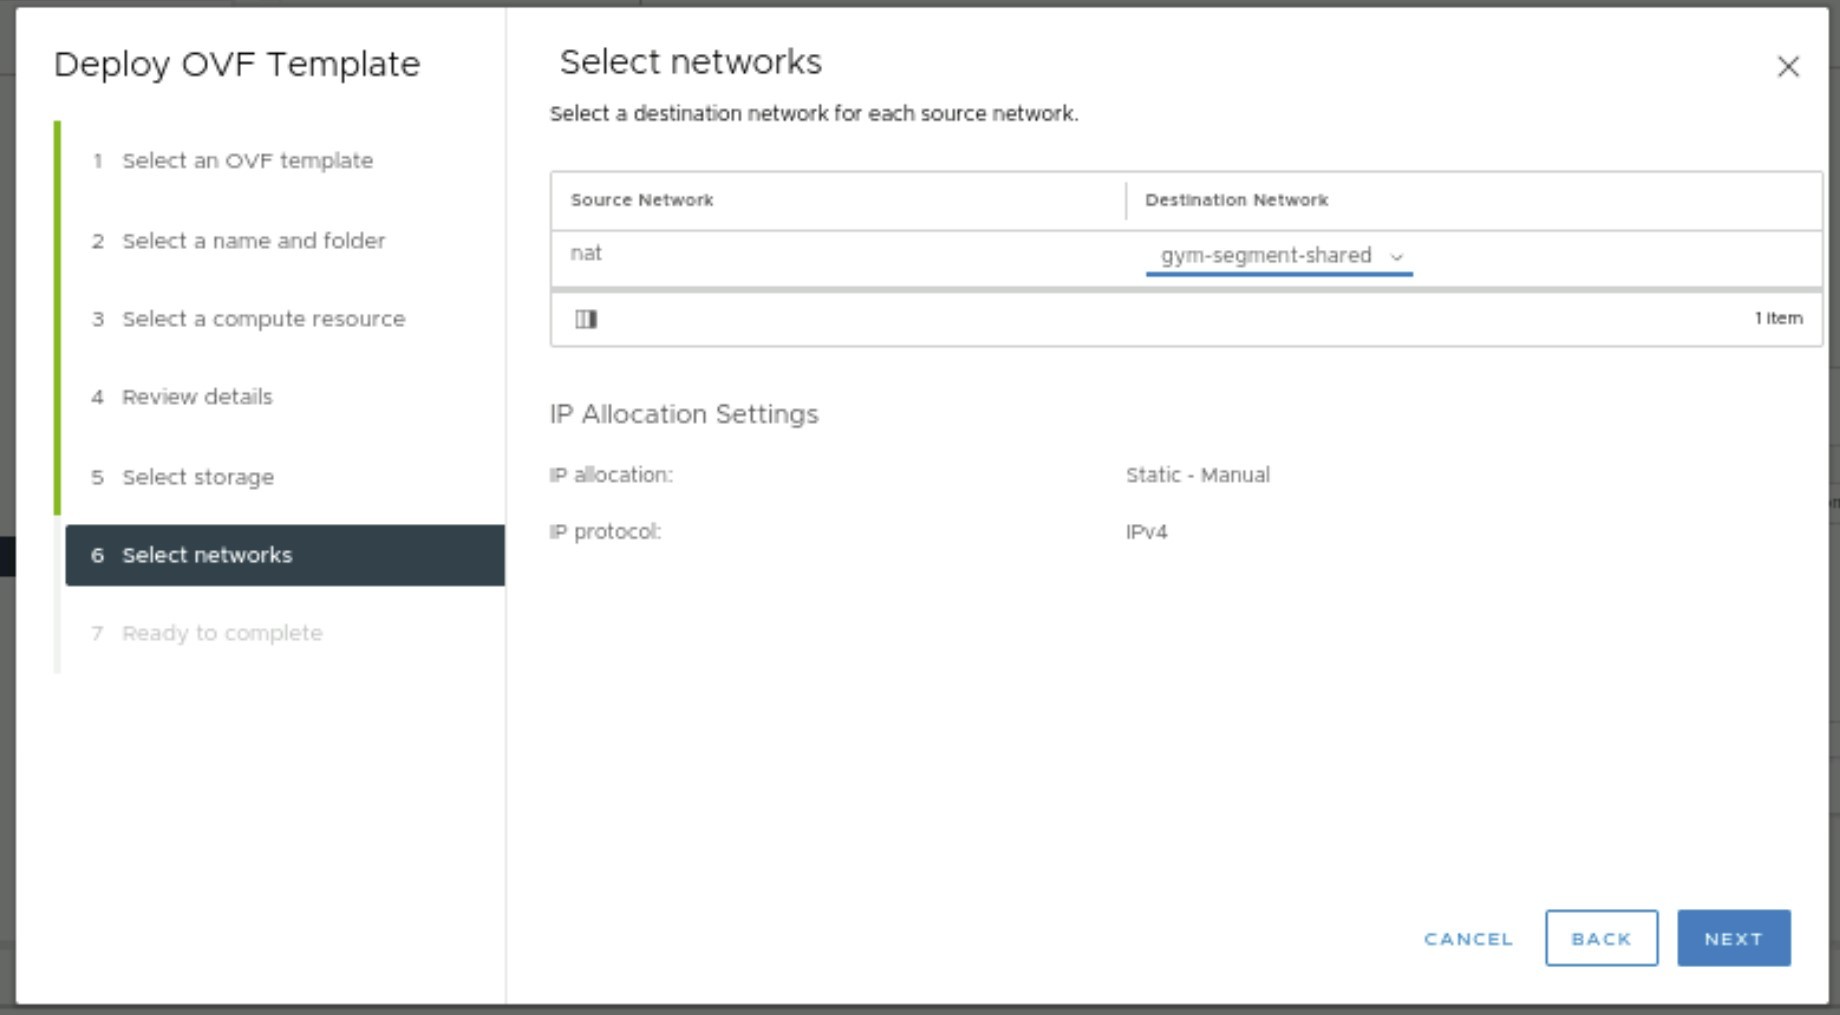 Deploy OVF Template
1 Select an OVF template
2 Select a name and folder
3 Select a compute resource
4 Review details
5 Select storage
6 Select networks
7 Ready to complete
Select networks
Select a destination network for each source network.
Source Network Destination Network
nat gym-segment-shared
1 item
IP Allocation Settings
IP allocation: Static - Manual
IP protocol: IPv4
CANCEL BACK NEXT